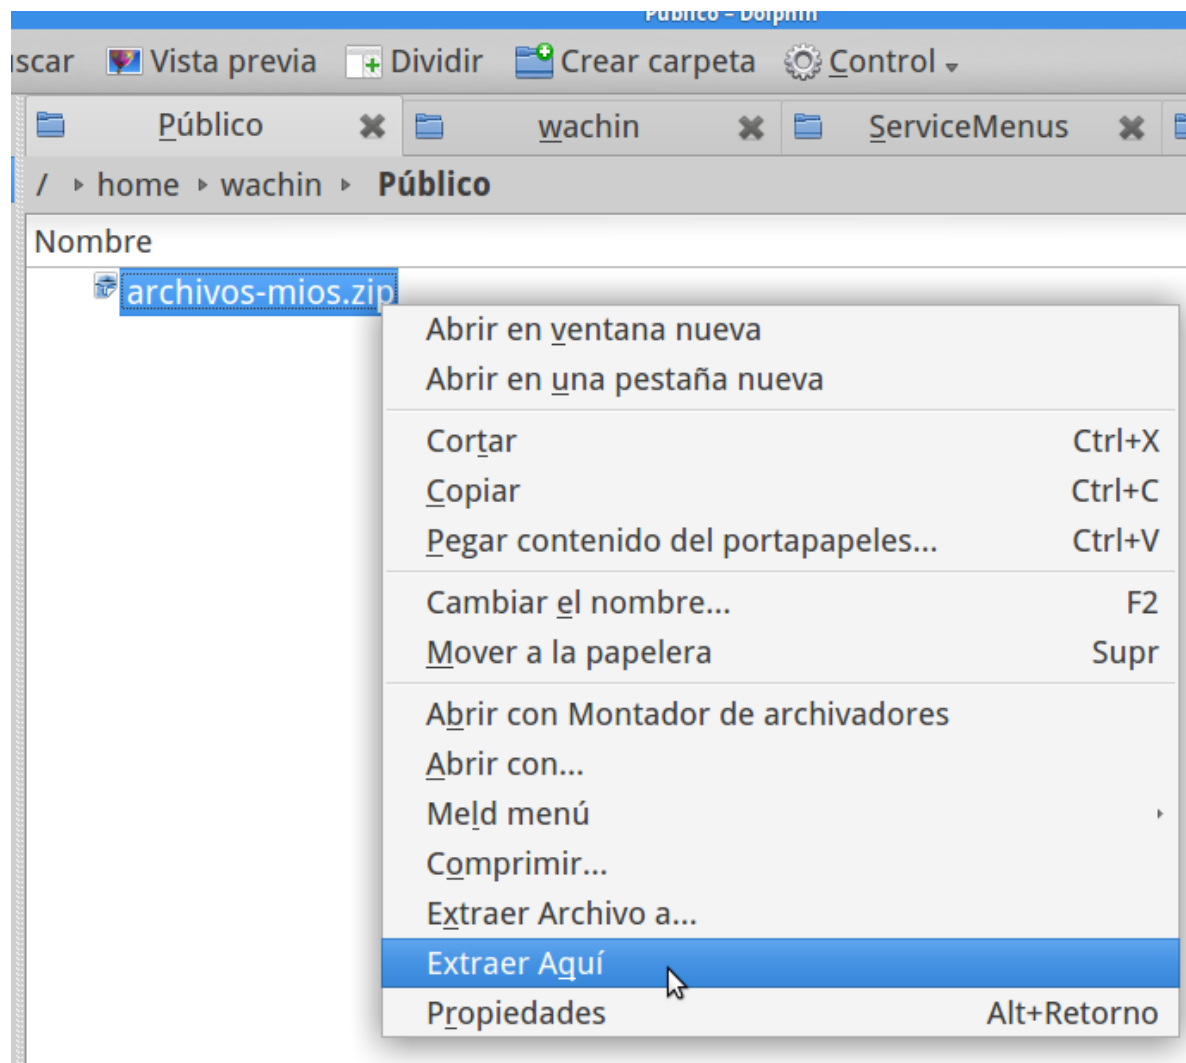 Público – Dolphin
Vista previa Dividir Crear carpeta Control
Público wachin ServiceMenus
/ home wachin Público
Nombre
archivos-mios.zip
Abrir en ventana nueva
Abrir en una pestaña nueva
Cortar Ctrl+X
Copiar Ctrl+C
Pegar contenido del portapapeles... Ctrl+V
Cambiar el nombre... F2
Mover a la papelera Supr
Abrir con Montador de archivadores
Abrir con...
Meld menú
Comprimir...
Extraer Archivo a...
Extraer Aquí
Propiedades Alt+Retorno